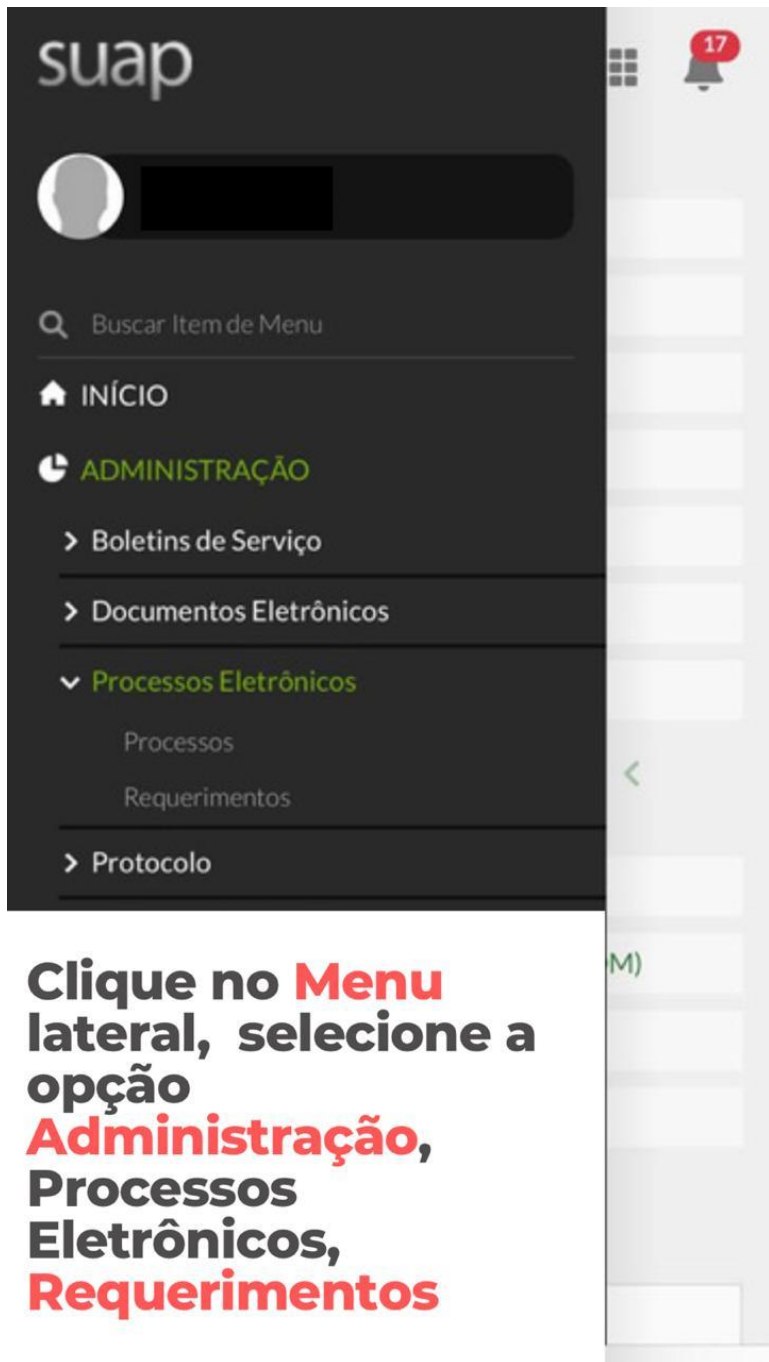 suap
17
Buscar Item de Menu
INÍCIO
ADMINISTRAÇÃO
Boletins de Serviço
Documentos Eletrônicos
Processos Eletrônicos
Processos
Requerimentos
Protocolo
M)
Clique no Menu
lateral, selecione a
opção
Administração,
Processos
Eletrônicos,
Requerimentos